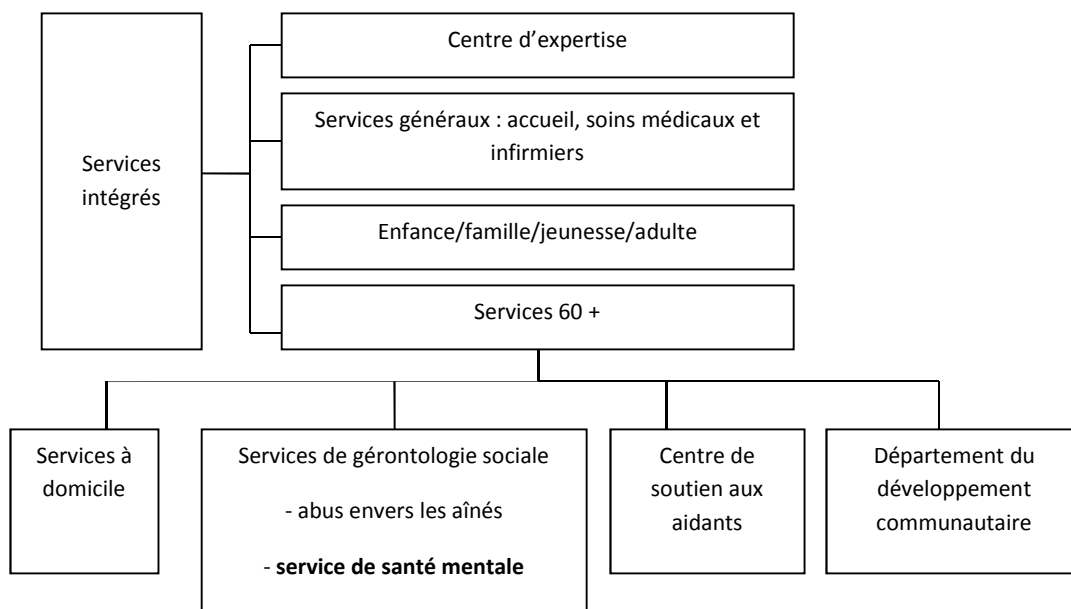 Centre d’expertise
Services généraux : accueil, soins médicaux et
infirmiers
Services
intégrés
Enfance/famille/jeunesse/adulte
Services 60 +
Services à
domicile
Services de gérontologie sociale
- abus envers les aînés
- service de santé mentale
Centre de
soutien aux
aidants
Département du
développement
communautaire